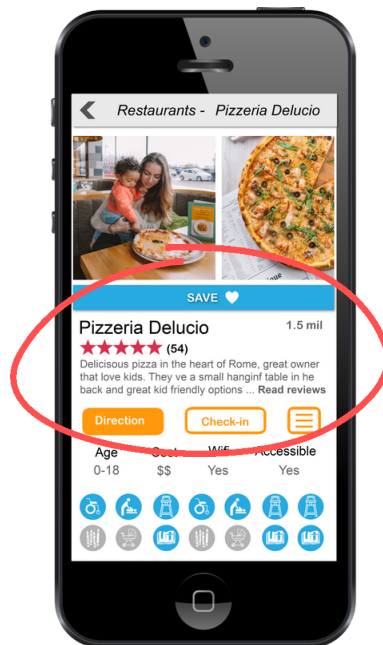 Restaurants - Pizzeria Delucio
SAVE
Pizzeria Delucio 1.5 mil
(54)
Delicisous pizza in the heart of Rome, great owner
that love kids. They ve a small hanginf table in he
back and great kid friendly options ... Read reviews
Direction Check-in
Age Cost Wifi Accessible
0-18 $$ Yes Yes